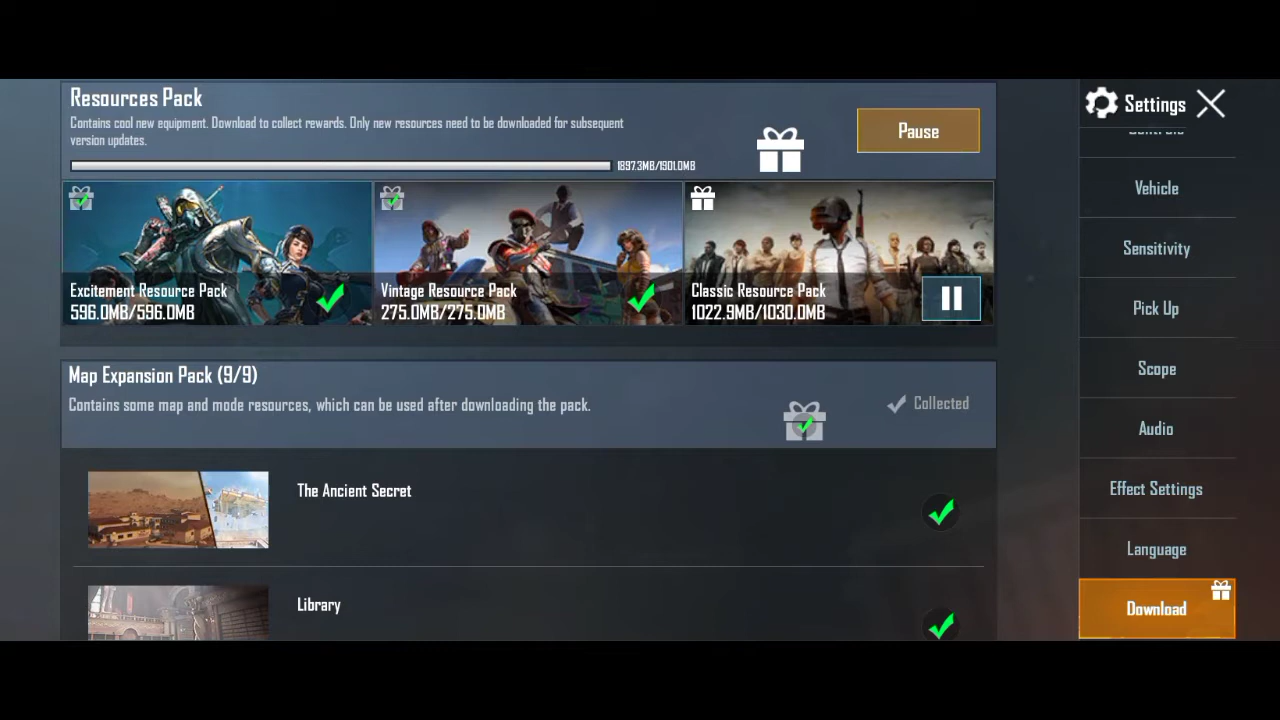 Resources Pack
Contains cool new equipment. Download to collect rewards. Only new resources need to be downloaded for subsequent
version updates.
1897.3MB/1901.0MB
Pause
Excitement Resource Pack
596.0MB/596.0MB
Vintage Resource Pack
275.0MB/275.0MB
Classic Resource Pack
1022.9MB/1030.0MB
Map Expansion Pack (9/9)
Contains some map and mode resources, which can be used after downloading the pack.
Collected
The Ancient Secret
Library
Settings
Controls
Vehicle
Sensitivity
Pick Up
Scope
Audio
Effect Settings
Language
Download